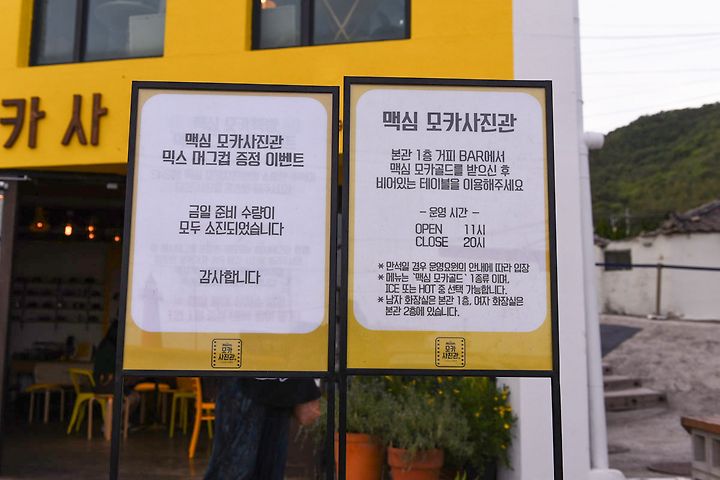 카 사
맥심 모카사진관
믹스 머그컵 증정 이벤트
금일 준비 수량이
모두 소진되었습니다
감사합니다
모카
사진관.
맥심 모카사진관
본관 1층 커피 BAR에서
맥심 모카골드를 받으신 후
비어있는 테이블을 이용해주세요
- 운영 시간 -
OPEN 11시
CLOSE 20시
* 만석일 경우 운영요원의 안내에 따라 입장
* 메뉴는 '맥심 모카골드' 1종류 이며,
ICE 또는 HOT 중 선택 가능합니다.
* 남자 화장실은 본관 1층, 여자 화장실은
본관 2층에 있습니다.
모카
사진관.